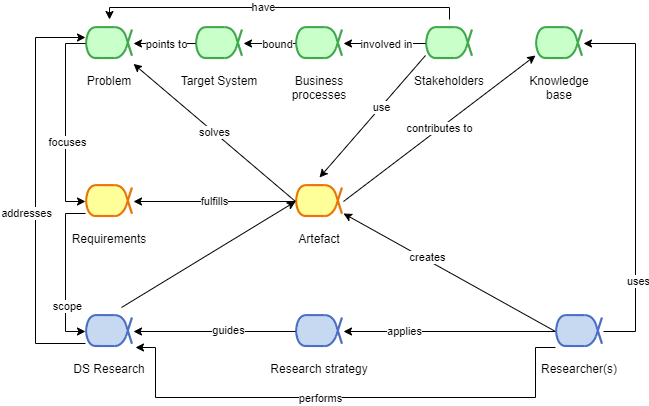 have
points to
bound
involved in
Problem
Target System
Business
processes
Stakeholders
Knowledge
base
use
contributes to
solves
focuses
addresses
fulfills
Requirements
Artefact
creates
uses
scope
guides
applies
DS Research
Research strategy
Researcher(s)
performs